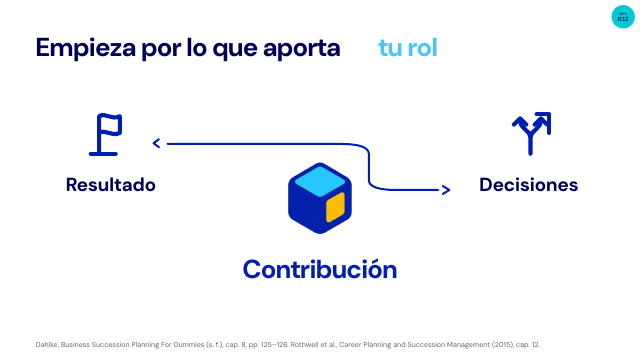 Empieza por lo que aporta tu rol
R12
Resultado
Decisiones
Contribución
Dahlke, Business Succession Planning For Dummies (s. f.), cap. 8, pp. 125–126. Rothwell et al., Career Planning and Succession Management (2015), cap. 12.